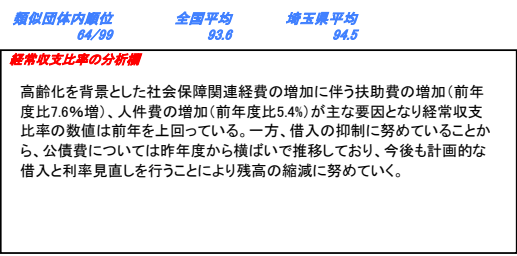 類似団体内順位 全国平均 埼玉県平均
64/99 93.6 94.5
経常収支比率の分析欄
高齢化を背景とした社会保障関連経費の増加に伴う扶助費の増加（前年
度比7.6％増）、人件費の増加（前年度比5.4%）が主な要因となり経常収支
比率の数値は前年を上回っている。一方、借入の抑制に努めていることか
ら、公債費については昨年度から横ばいで推移しており、今後も計画的な
借入と利率見直しを行うことにより残高の縮減に努めていく。